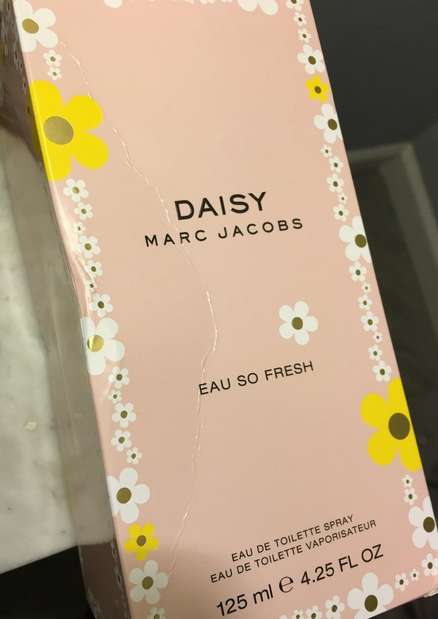 DAISY
MARC JACOBS
EAU SO FRESH
EAU DE TOILETTE SPRAY
EAU DE TOILETTE VAPORISATEUR
125 ml ℮ 4.25 FL OZ